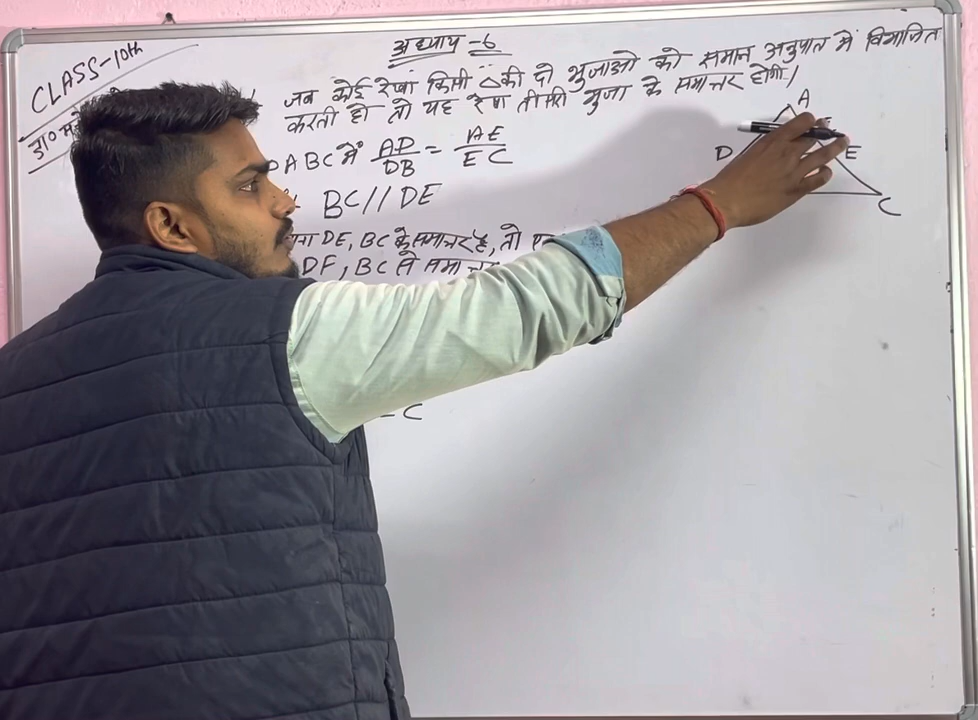 अध्याय - 6
CLASS-10th
जब कोई रेखा किसी △ की दो भुजाओ को समान अनुपात में विभाजित
करती हो तो यह रेखा तीसरी भुजा के समान्तर होगी।
ABC में AD/DB = AE/EC
BC // DE
DE, BC के समान्तर है, तो
DF, BC से समान्तर
C
A
D
E
C